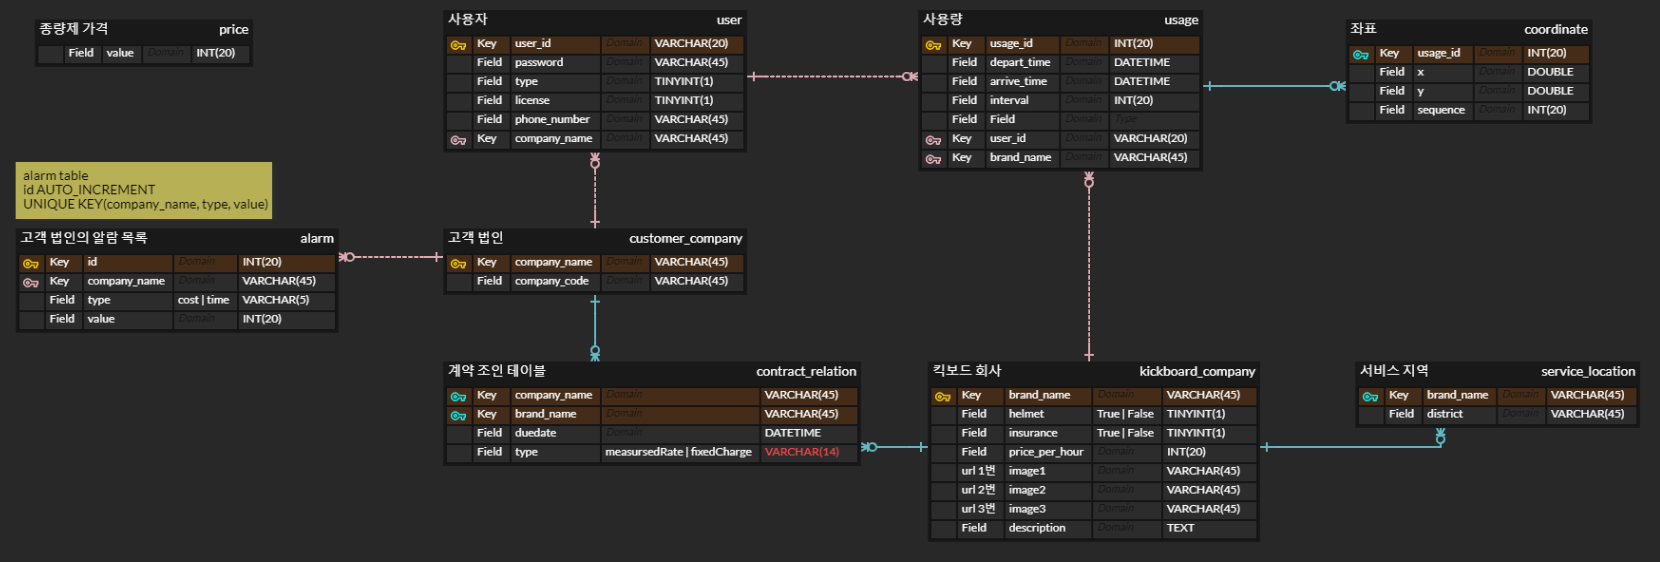 종량제 가격 price
Field value Domain INT(20)
사용자 user
Key user_id Domain VARCHAR(20)
Field password Domain VARCHAR(45)
Field type Domain TINYINT(1)
Field license Domain TINYINT(1)
Field phone_number Domain VARCHAR(45)
Key company_name Domain VARCHAR(45)
사용량 usage
Key usage_id Domain INT(20)
Field depart_time Domain DATETIME
Field arrive_time Domain DATETIME
Field interval Domain INT(20)
Field Field Domain Type
Key user_id Domain VARCHAR(20)
Key brand_name Domain VARCHAR(45)
좌표 coordinate
Key usage_id Domain INT(20)
Field x Domain DOUBLE
Field y Domain DOUBLE
Field sequence Domain INT(20)
alarm table
id AUTO_INCREMENT
UNIQUE KEY(company_name, type, value)
고객 법인의 알람 목록 alarm
Key id Domain INT(20)
Key company_name Domain VARCHAR(45)
Field type cost | time VARCHAR(5)
Field value Domain INT(20)
고객 법인 customer_company
Key company_name Domain VARCHAR(45)
Field company_code Domain VARCHAR(45)
계약 조인 테이블 contract_relation
Key company_name Domain VARCHAR(45)
Key brand_name Domain VARCHAR(45)
Field duedate Domain DATETIME
Field type measursedRate | fixedCharge VARCHAR(14)
킥보드 회사 kickboard_company
Key brand_name Domain VARCHAR(45)
Field helmet True | False TINYINT(1)
Field insurance True | False TINYINT(1)
Field price_per_hour Domain INT(20)
url 1번 image1 Domain VARCHAR(45)
url 2번 image2 Domain VARCHAR(45)
url 3번 image3 Domain VARCHAR(45)
Field description Domain TEXT
서비스 지역 service_location
Key brand_name Domain VARCHAR(45)
Field district Domain VARCHAR(45)